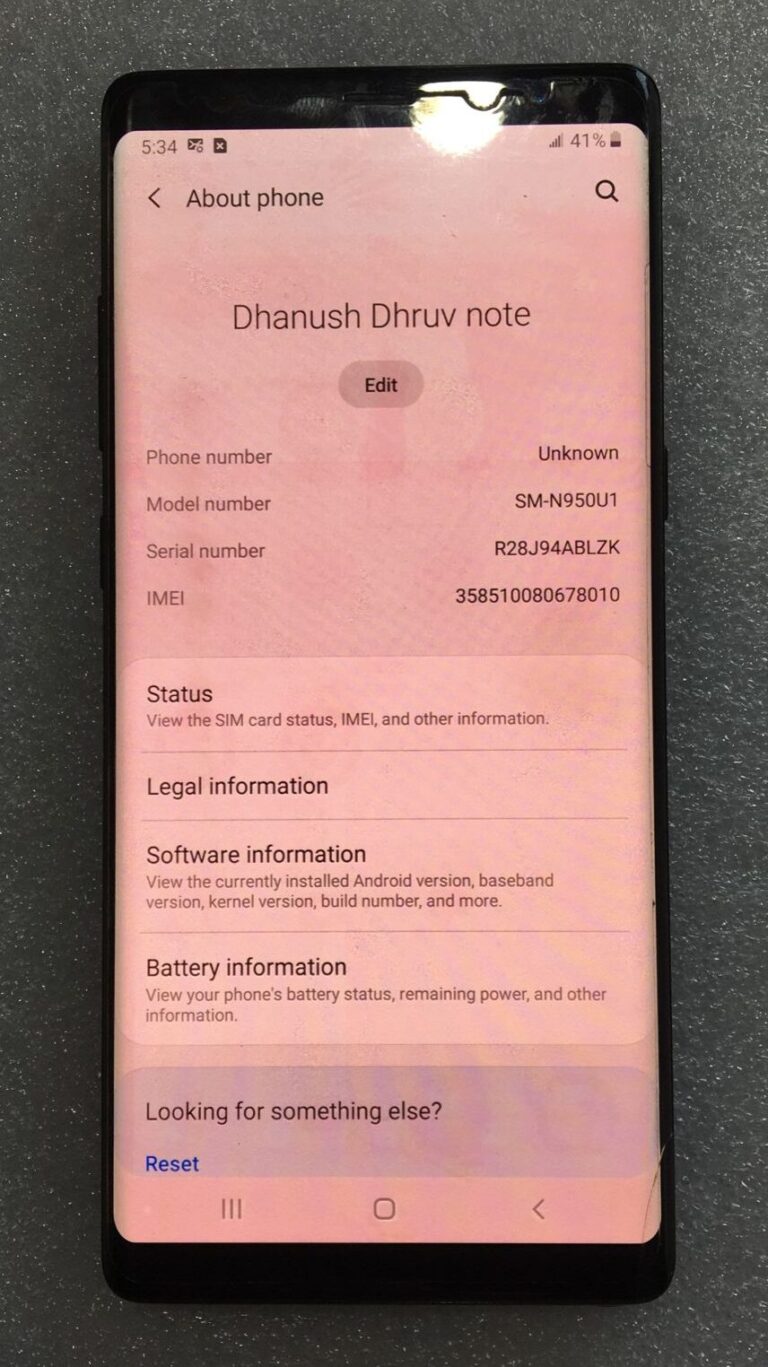 5:34 41%
About phone
Dhanush Dhruv note
Edit
Phone number Unknown
Model number SM-N950U1
Serial number R28J94ABLZK
IMEI 358510080678010
Status
View the SIM card status, IMEI, and other information.
Legal information
Software information
View the currently installed Android version, baseband
version, kernel version, build number, and more.
Battery information
View your phone's battery status, remaining power, and other
information.
Looking for something else?
Reset